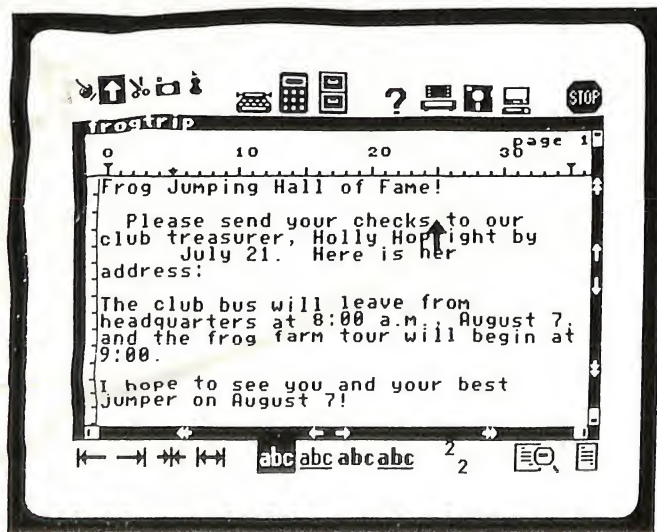 ? STOP
frogtrip
page 1
0 10 20 30
Frog Jumping Hall of Fame!
Please send your checks to our
club treasurer, Holly Hop right by
July 21. Here is her
address:
The club bus will leave from
headquarters at 8:00 a.m., August 7,
and the frog farm tour will begin at
9:00.
I hope to see you and your best
jumper on August 7!
abc abc abc abc 2 2